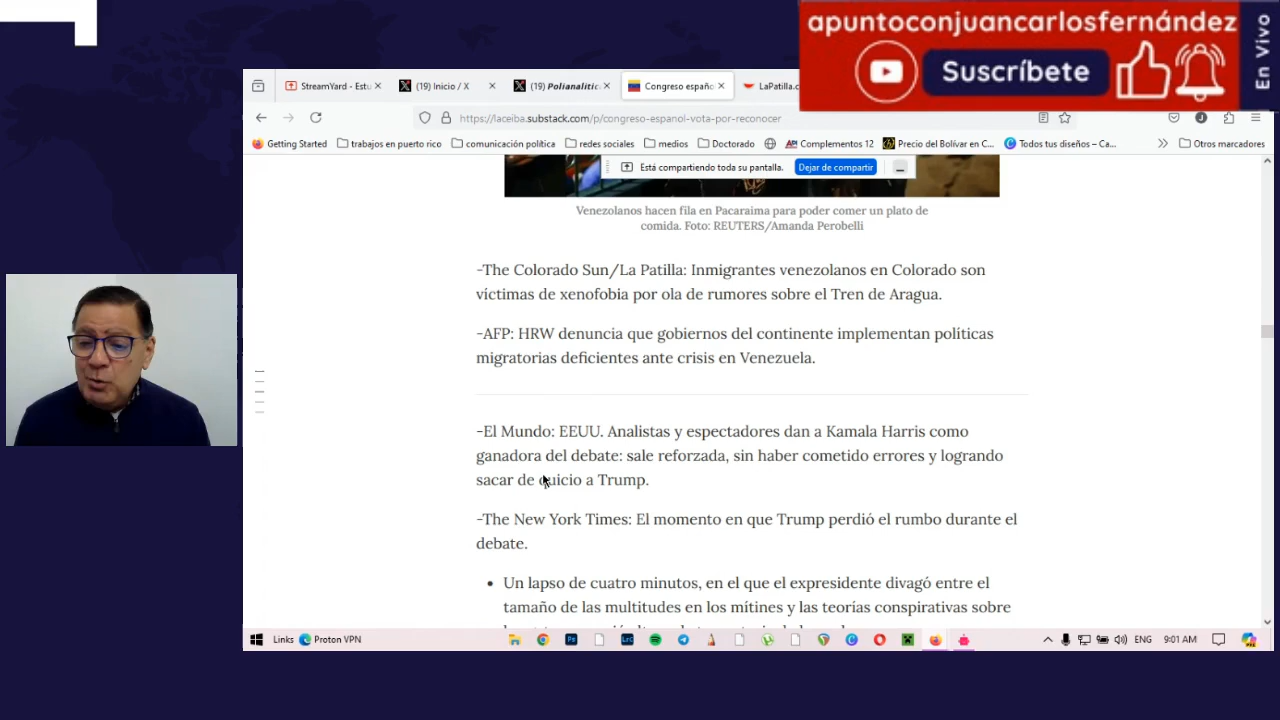 apuntoconjuancarlosfernández
Suscríbete
En Vivo
StreamYard - Estu
(19) Inicio / X
(19) Polianalític
Congreso españo
LaPatilla.c
https://laceiba.substack.com/p/congreso-espanol-vota-por-reconocer
Getting Started
trabajos en puerto rico
comunicación política
redes sociales
medios
Doctorado
Complementos 12
Precio del Bolívar en C...
Todos tus diseños – Ca...
Otros marcadores
Está compartiendo toda su pantalla.
Dejar de compartir
Venezolanos hacen fila en Pacaraima para poder comer un plato de
comida. Foto: REUTERS/Amanda Perobelli
-The Colorado Sun/La Patilla: Inmigrantes venezolanos en Colorado son
víctimas de xenofobia por ola de rumores sobre el Tren de Aragua.
-AFP: HRW denuncia que gobiernos del continente implementan políticas
migratorias deficientes ante crisis en Venezuela.
-El Mundo: EEUU. Analistas y espectadores dan a Kamala Harris como
ganadora del debate: sale reforzada, sin haber cometido errores y logrando
sacar de quicio a Trump.
-The New York Times: El momento en que Trump perdió el rumbo durante el
debate.
• Un lapso de cuatro minutos, en el que el expresidente divagó entre el
tamaño de las multitudes en los mítines y las teorías conspirativas sobre
Links
Proton VPN
ENG
9:01 AM